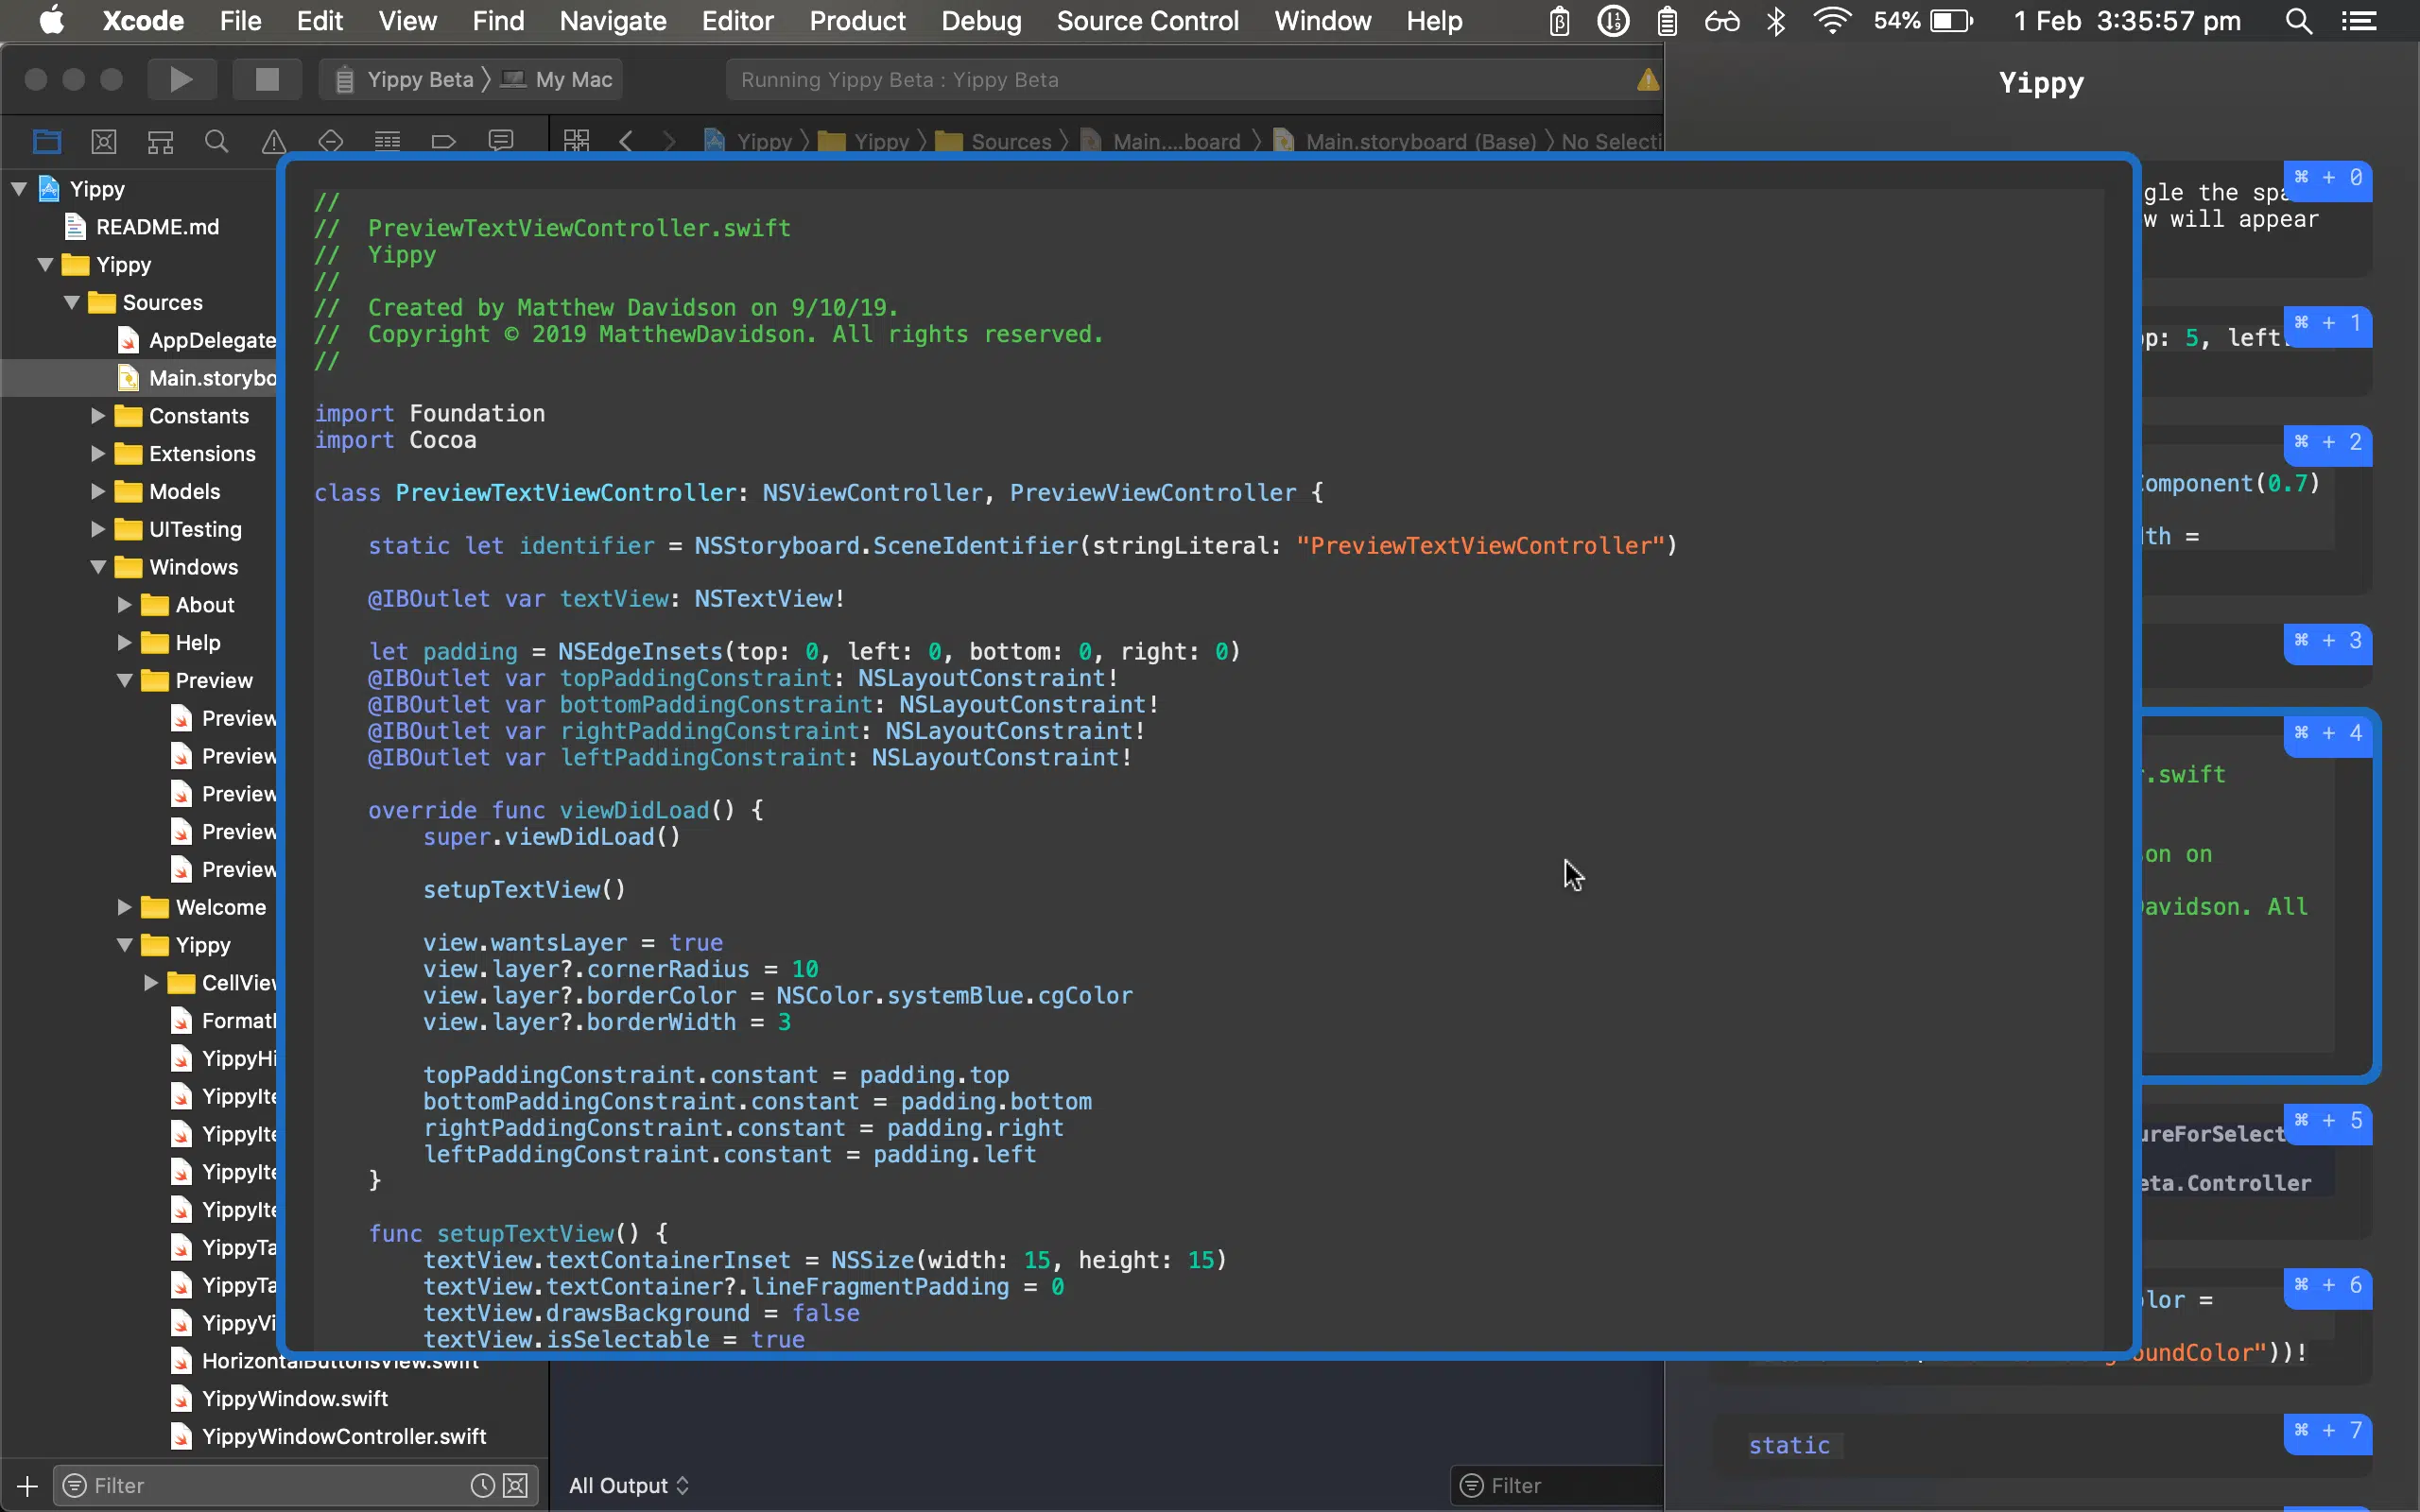 Xcode File Edit View Find Navigate Editor Product Debug Source Control Window Help 54% 1 Feb 3:35:57 pm
Yippy Beta My Mac
Running Yippy Beta : Yippy Beta
Yippy
Yippy Yippy Sources Main....board Main.storyboard (Base) No Selecti
Yippy
README.md
Yippy
Sources
AppDelegate
Main.storybo
Constants
Extensions
Models
UITesting
Windows
About
Help
Preview
Preview
Preview
Preview
Preview
Preview
Welcome
Yippy
CellView
Format
YippyHi
YippyIte
YippyIte
YippyIte
YippyIte
YippyTa
YippyTa
YippyVi
HorizontalButtonsView.swift
YippyWindow.swift
YippyWindowController.swift
Filter
//
// PreviewTextViewController.swift
// Yippy
//
// Created by Matthew Davidson on 9/10/19.
// Copyright © 2019 MatthewDavidson. All rights reserved.
//
import Foundation
import Cocoa
class PreviewTextViewController: NSViewController, PreviewViewController {
static let identifier = NSStoryboard.SceneIdentifier(stringLiteral: "PreviewTextViewController")
@IBOutlet var textView: NSTextView!
let padding = NSEdgeInsets(top: 0, left: 0, bottom: 0, right: 0)
@IBOutlet var topPaddingConstraint: NSLayoutConstraint!
@IBOutlet var bottomPaddingConstraint: NSLayoutConstraint!
@IBOutlet var rightPaddingConstraint: NSLayoutConstraint!
@IBOutlet var leftPaddingConstraint: NSLayoutConstraint!
override func viewDidLoad() {
super.viewDidLoad()
setupTextView()
view.wantsLayer = true
view.layer?.cornerRadius = 10
view.layer?.borderColor = NSColor.systemBlue.cgColor
view.layer?.borderWidth = 3
topPaddingConstraint.constant = padding.top
bottomPaddingConstraint.constant = padding.bottom
rightPaddingConstraint.constant = padding.right
leftPaddingConstraint.constant = padding.left
}
func setupTextView() {
textView.textContainerInset = NSSize(width: 15, height: 15)
textView.textContainer?.lineFragmentPadding = 0
textView.drawsBackground = false
textView.isSelectable = true
All Output
Filter
⌘ + 0
gle the spa
w will appear
⌘ + 1
p: 5, left
⌘ + 2
omponent(0.7)
th =
⌘ + 3
⌘ + 4
.swift
on on
avidson. All
⌘ + 5
ureForSelect
eta.Controller
⌘ + 6
lor =
oundColor"))!
⌘ + 7
static